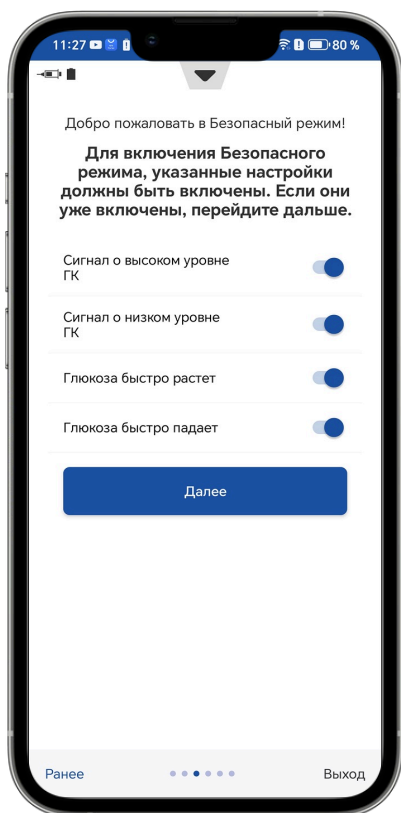 11:27
80 %
Добро пожаловать в Безопасный режим!
Для включения Безопасного
режима, указанные настройки
должны быть включены. Если они
уже включены, перейдите дальше.
Сигнал о высоком уровне
ГК
Сигнал о низком уровне
ГК
Глюкоза быстро растет
Глюкоза быстро падает
Далее
Ранее
Выход